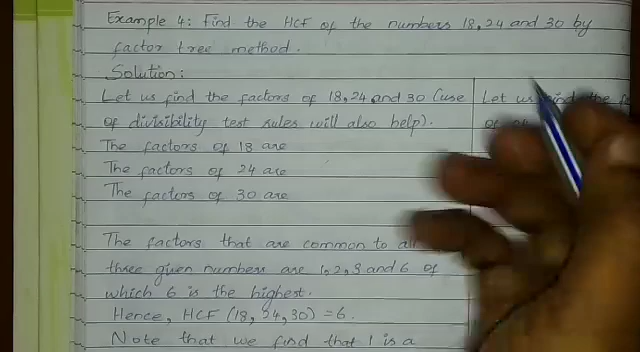 Example 4: Find the HCF of the numbers 18,24 and 30 by
factor tree method.
Solution:
Let us find the factors of 18,24 and 30 (use
of divisibility test rules will also help).
The factors of 18 are
The factors of 24 are
The factors of 30 are
The factors that are common to all
three given numbers are 1,2,3 and 6 of
which 6 is the highest.
Hence, HCF (18, 24, 30) = 6.
Note that we find that 1 is a
Let us find the f
of